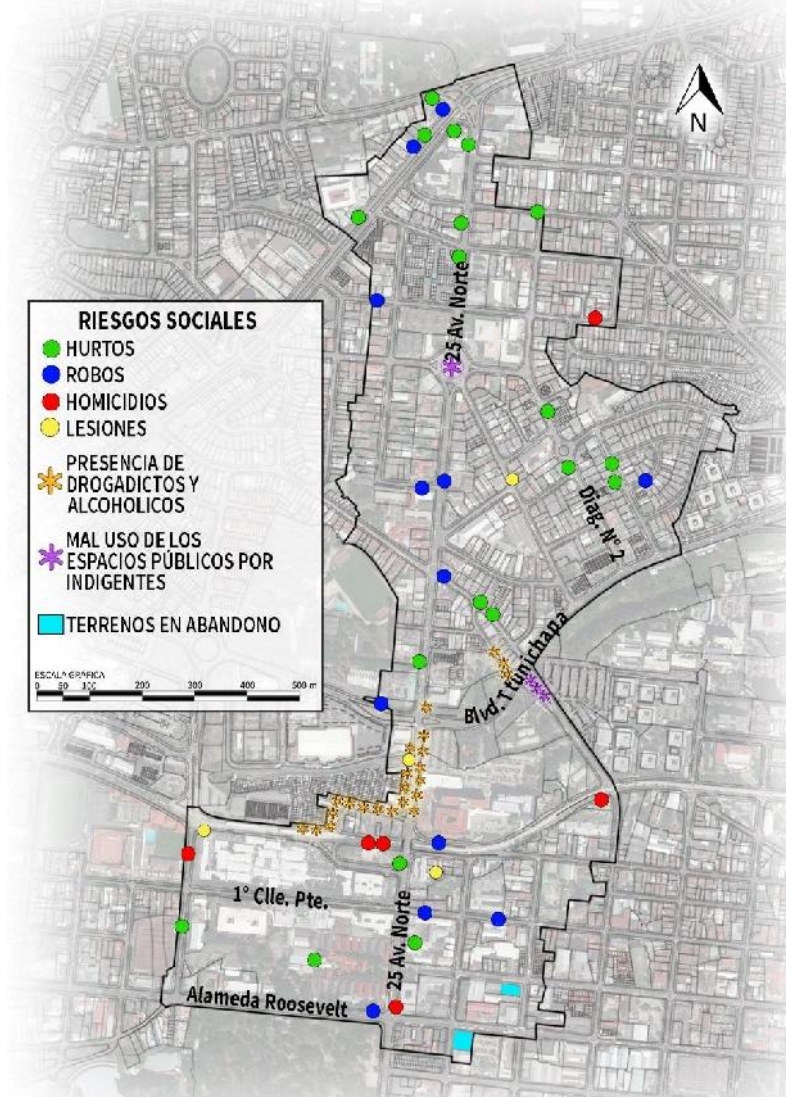 N
25 Av. Norte
RIESGOS SOCIALES
HURTOS
ROBOS
HOMICIDIOS
LESIONES
PRESENCIA DE
DROGADICTOS Y
ALCOHOLICOS
MAL USO DE LOS
ESPACIOS PÚBLICOS POR
INDIGENTES
TERRENOS EN ABANDONO
ESCALA GRÁFICA
0 50 100 200 300 500 m
Diag. N° 2
Blvd. Tutunichapa
1° Clle. Pte.
25 Av. Norte
Alameda Roosevelt